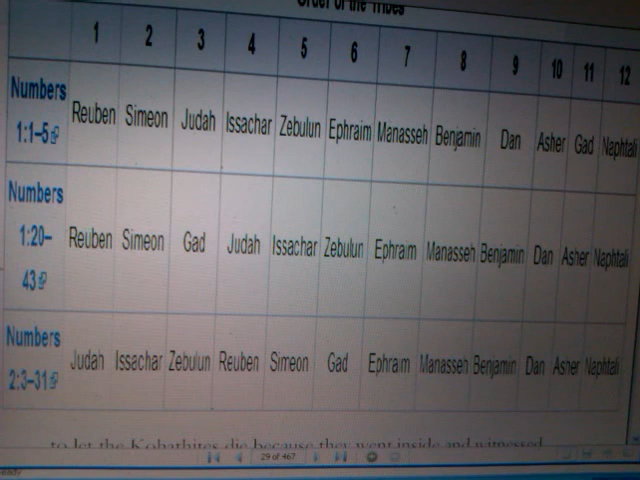 Order of the Tribes
1 2 3 4 5 6 7 8 9 10 11 12
Numbers
1:1–5 Reuben Simeon Judah Issachar Zebulun Ephraim Manasseh Benjamin Dan Asher Gad Naphtali
Numbers
1:20– Reuben Simeon Gad Judah Issachar Zebulun Ephraim Manasseh Benjamin Dan Asher Naphtali
43
Numbers
2:3–31 Judah Issachar Zebulun Reuben Simeon Gad Ephraim Manasseh Benjamin Dan Asher Naphtali
to let the Kohathites die because they went inside and witnessed
29 of 467